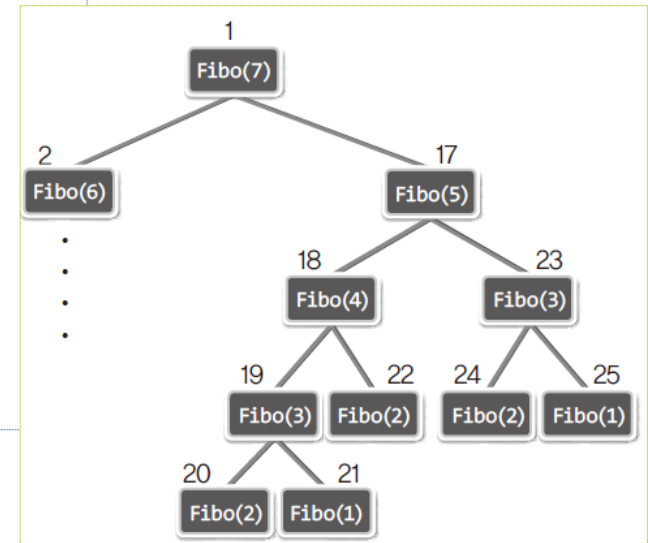 1
Fibo(7)
2 17
Fibo(6) Fibo(5)
18 23
Fibo(4) Fibo(3)
19 22 24 25
Fibo(3) Fibo(2) Fibo(2) Fibo(1)
20 21
Fibo(2) Fibo(1)